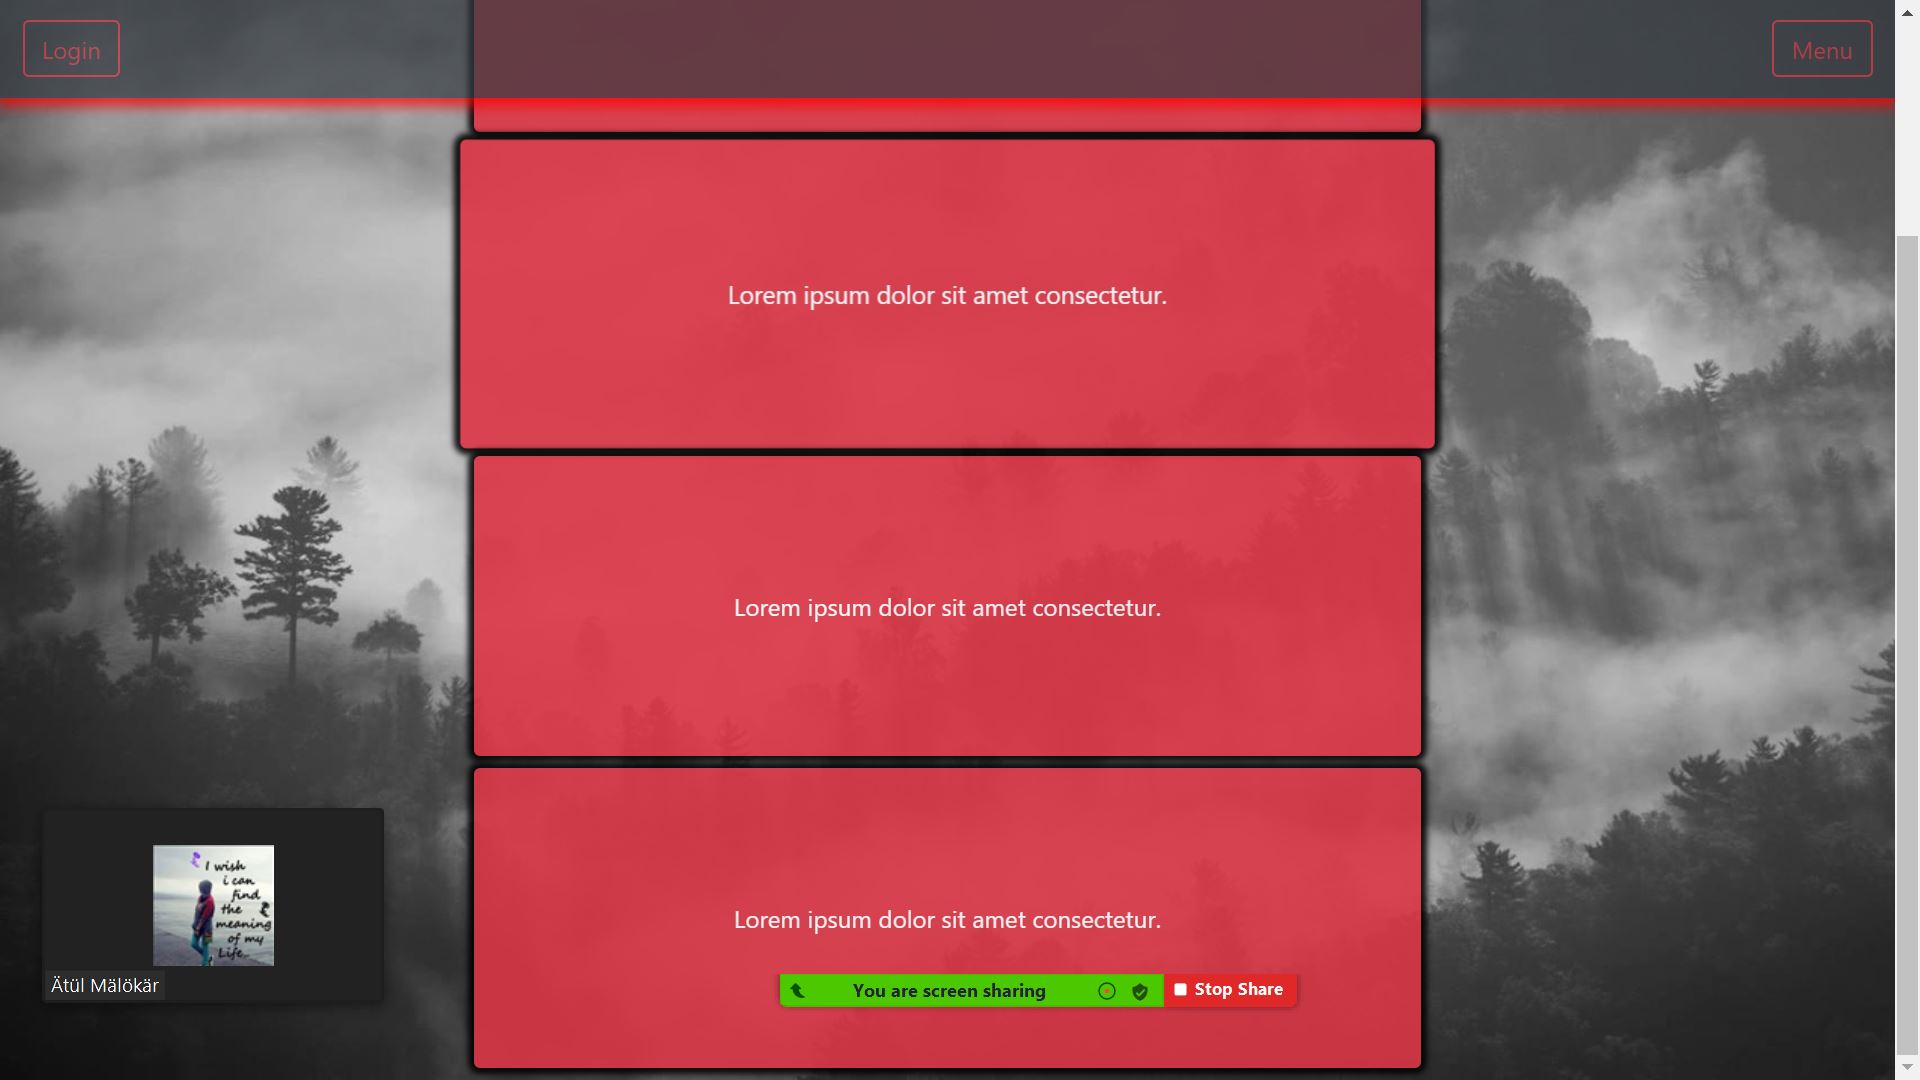 Login
Menu
Lorem ipsum dolor sit amet consectetur.
Lorem ipsum dolor sit amet consectetur.
Lorem ipsum dolor sit amet consectetur.
I wish
i can
find
the
meaning
of my
Life..
Ätül Mälökär
You are screen sharing
Stop Share